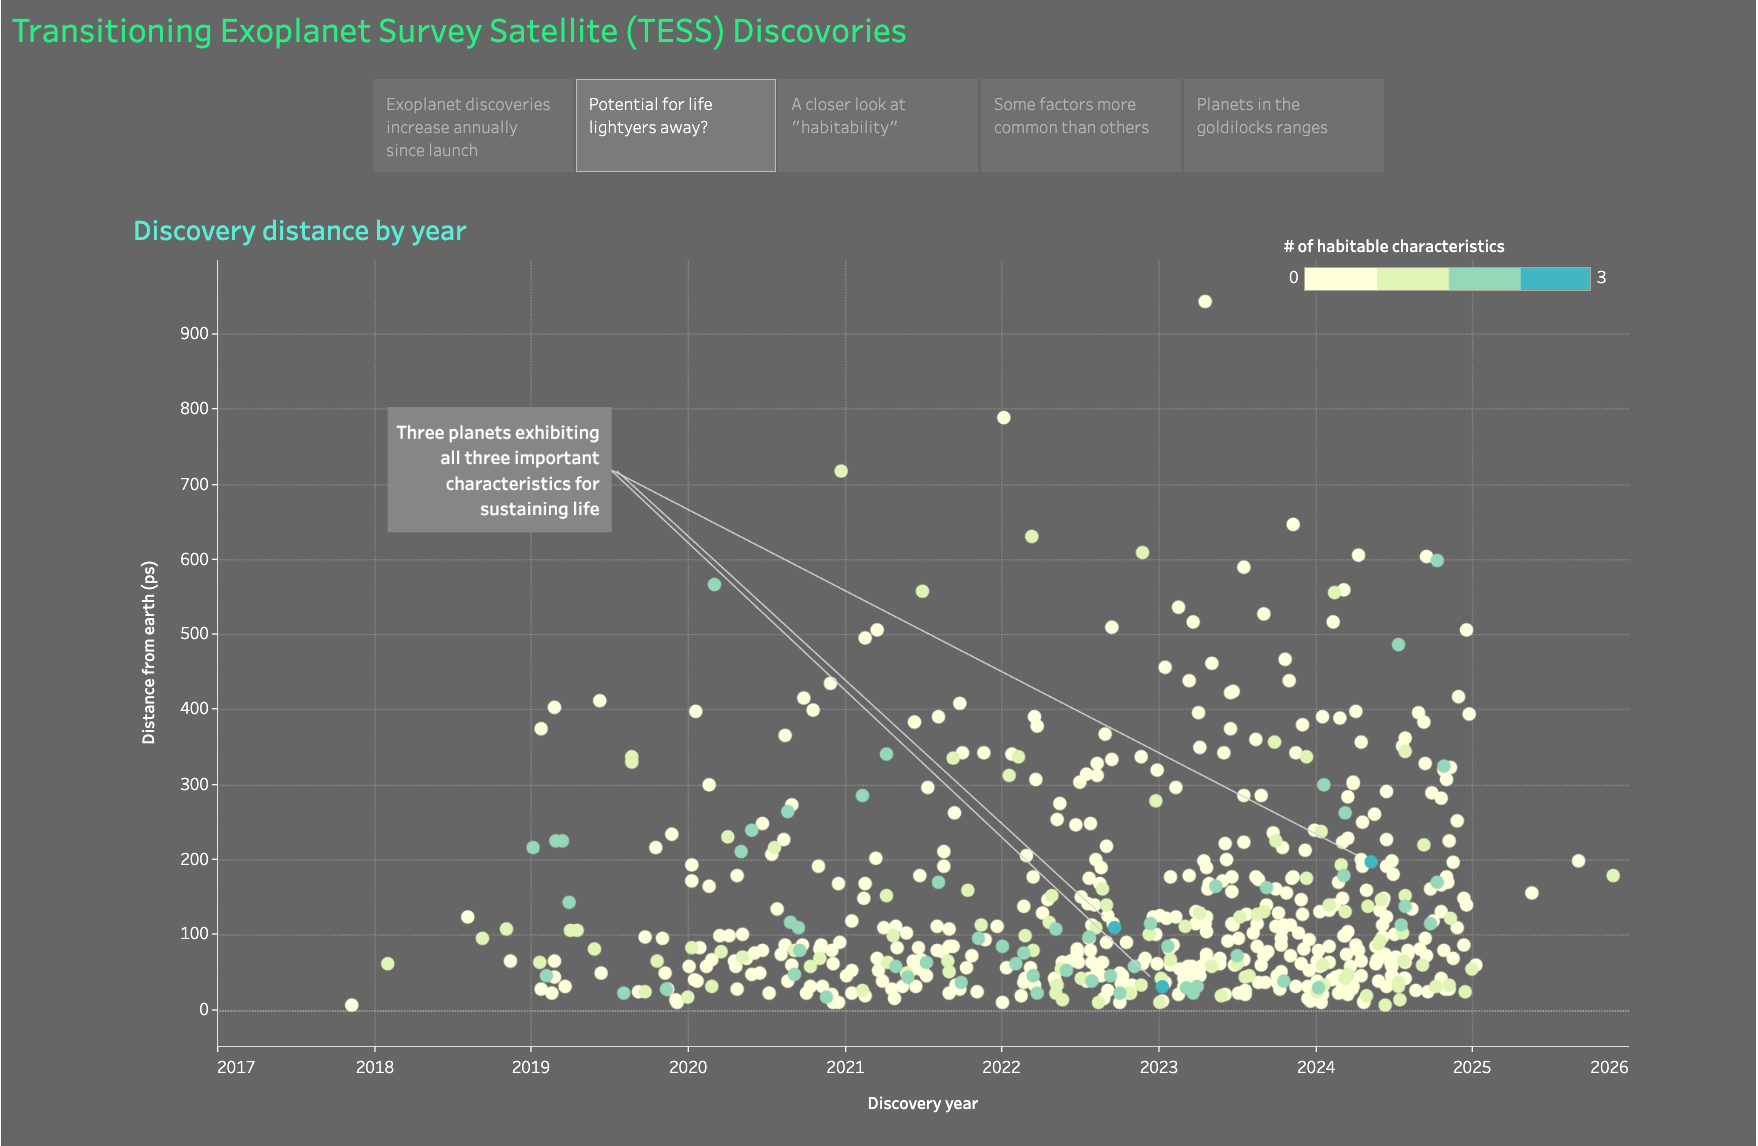 Transitioning Exoplanet Survey Satellite (TESS) Discovories
Exoplanet discoveries
increase annually
since launch
Potential for life
lightyers away?
A closer look at
"habitability"
Some factors more
common than others
Planets in the
goldilocks ranges
Discovery distance by year
# of habitable characteristics
0
3
Three planets exhibiting
all three important
characteristics for
sustaining life
Distance from earth (ps)
900
800
700
600
500
400
300
200
100
0
2017
2018
2019
2020
2021
2022
2023
2024
2025
2026
Discovery year